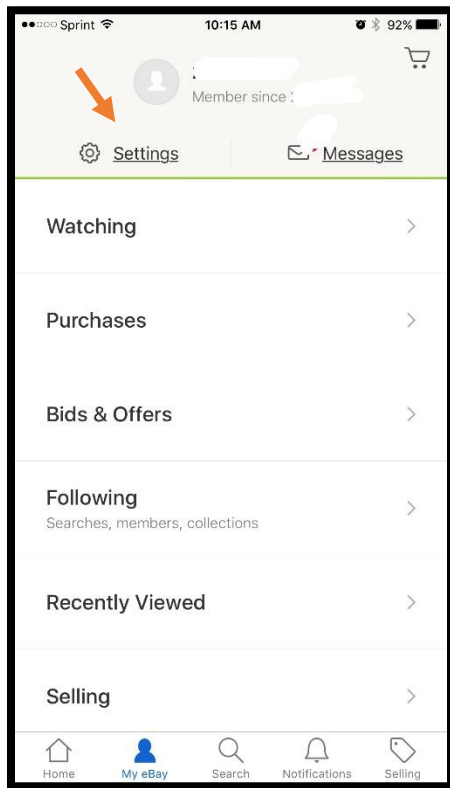 Sprint 10:15 AM 92%
Member since :
Settings Messages
Watching
Purchases
Bids & Offers
Following
Searches, members, collections
Recently Viewed
Selling
Home My eBay Search Notifications Selling